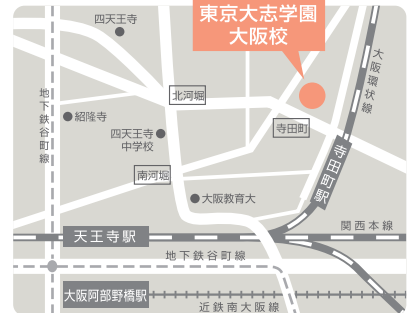 四天王寺
東京大志学園
大阪校
大阪環状線
地下鉄谷町線
北河堀
紹隆寺
四天王寺
中学校
寺田町
寺田町駅
南河堀
大阪教育大
関西本線
天王寺駅
地下鉄谷町線
大阪阿部野橋駅
近鉄南大阪線